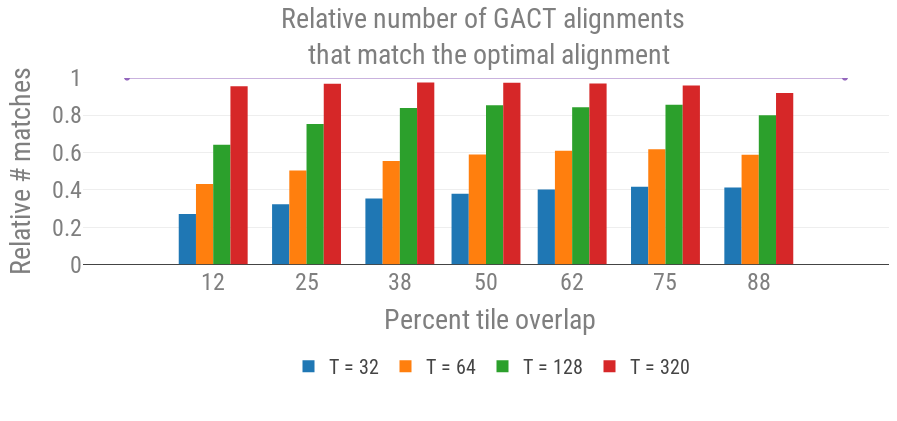 Relative number of GACT alignments
that match the optimal alignment
Relative # matches
1
0.8
0.6
0.4
0.2
0
12 25 38 50 62 75 88
Percent tile overlap
T = 32 T = 64 T = 128 T = 320